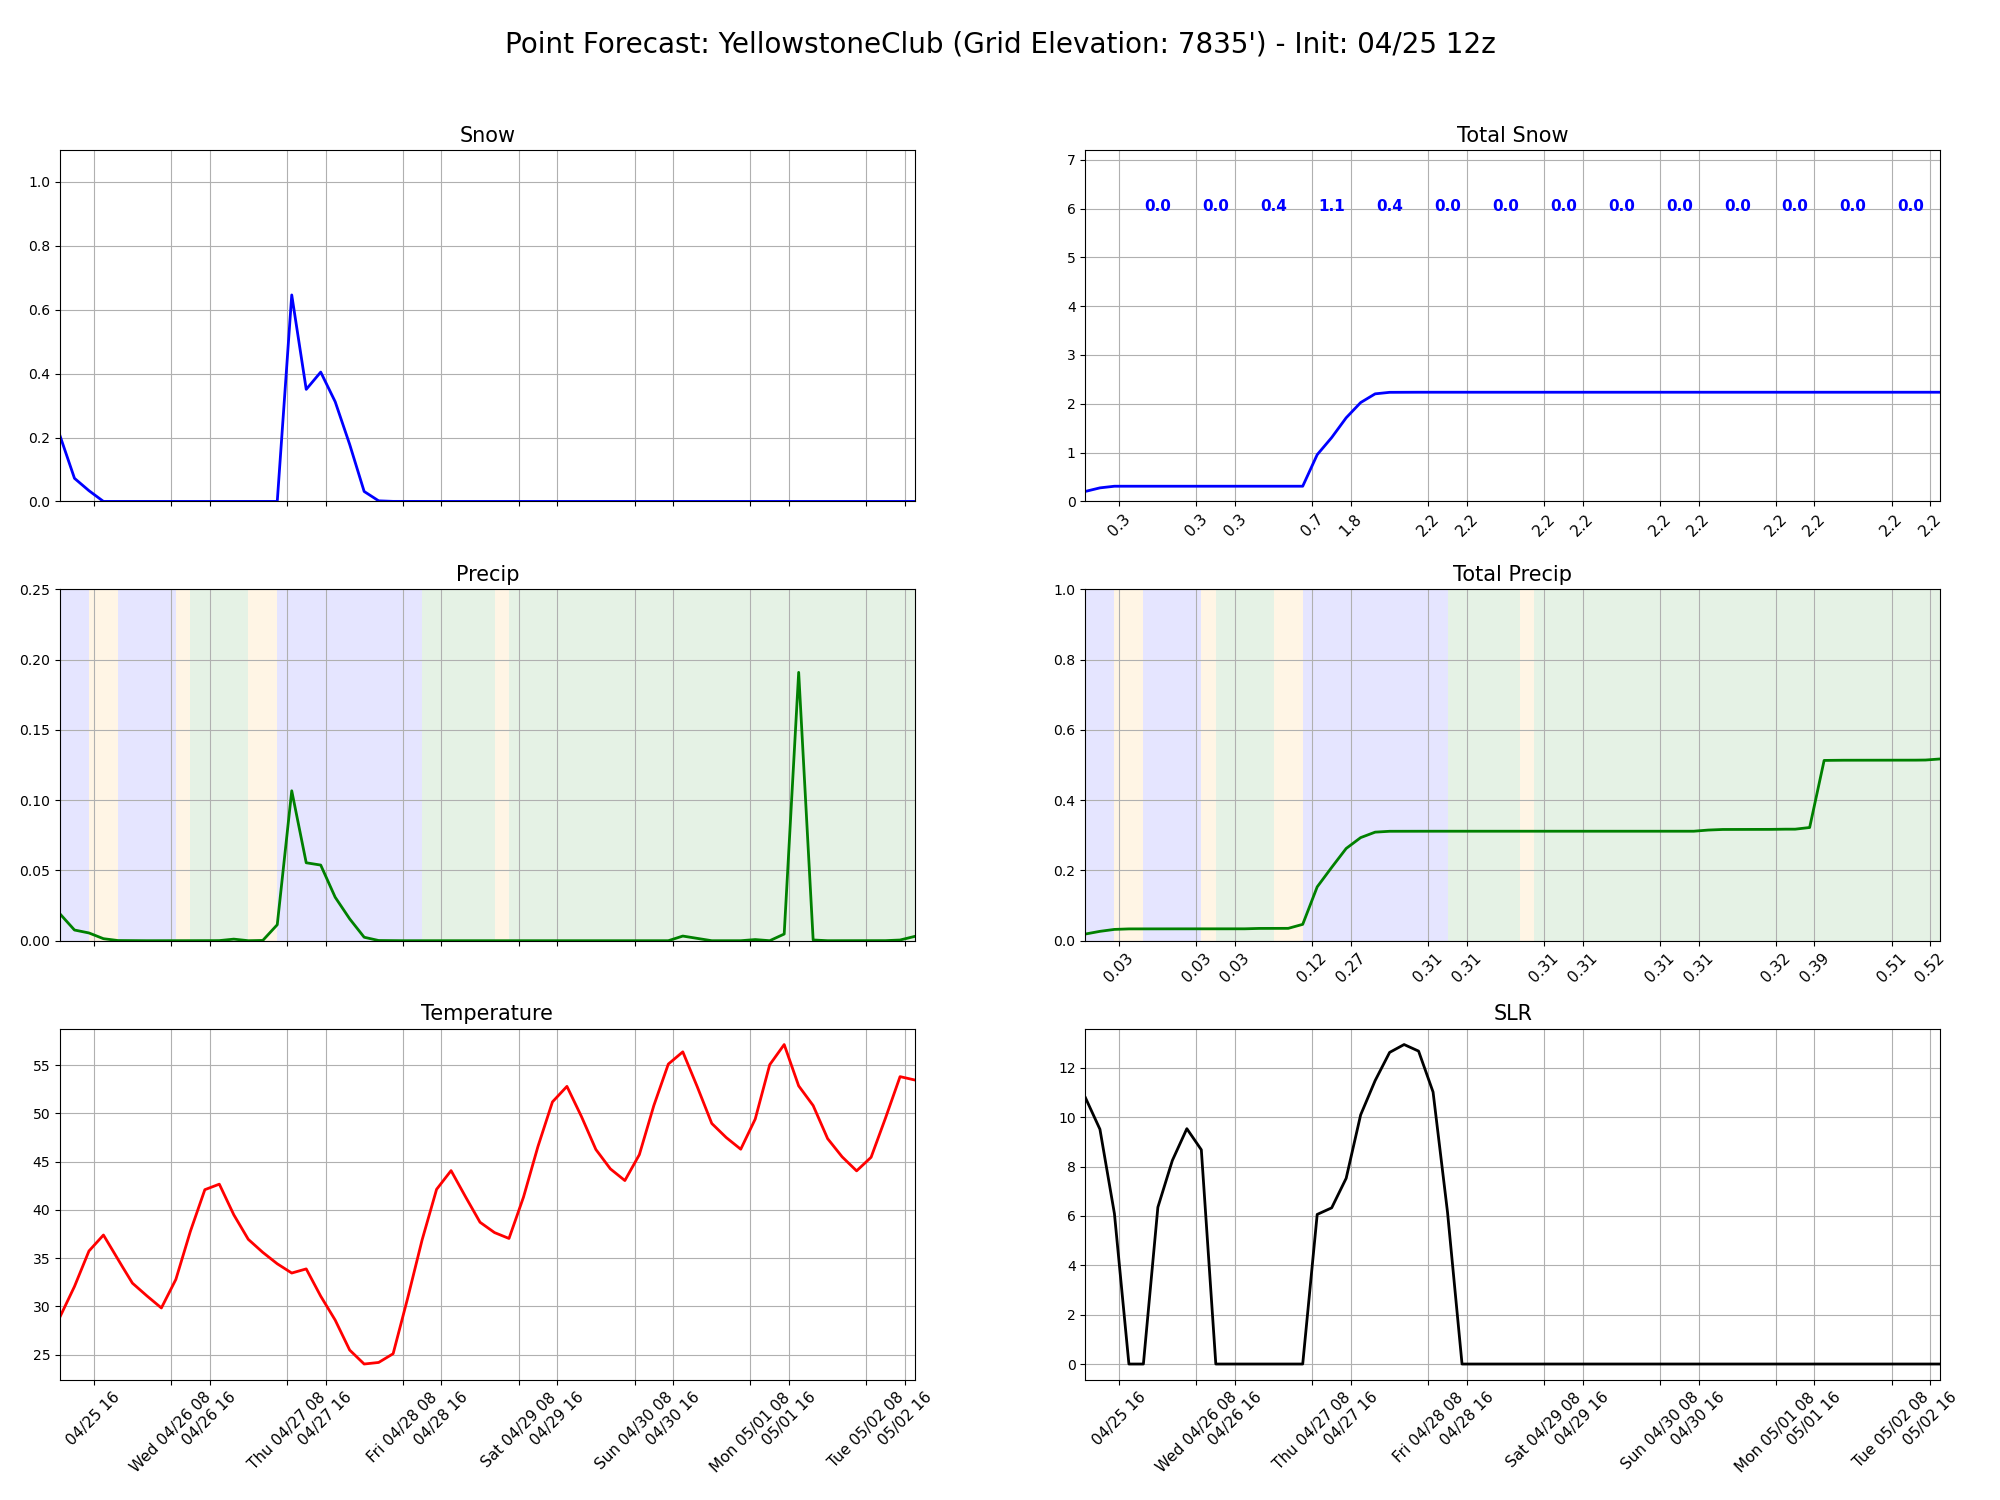 Point Forecast: YellowstoneClub (Grid Elevation: 7835') - Init: 04/25 12z
Snow
1.0
0.8
0.6
0.4
0.2
0.0
Total Snow
7
6
5
4
3
2
1
0
0.0 0.0 0.4 1.1 0.4 0.0 0.0 0.0 0.0 0.0 0.0 0.0 0.0 0.0
0.3 0.3 0.3 0.7 1.8 2.2 2.2 2.2 2.2 2.2 2.2 2.2 2.2 2.2 2.2
Precip
0.25
0.20
0.15
0.10
0.05
0.00
Total Precip
1.0
0.8
0.6
0.4
0.2
0.0
0.03 0.03 0.03 0.12 0.27 0.31 0.31 0.31 0.31 0.31 0.31 0.32 0.39 0.51 0.52
Temperature
55
50
45
40
35
30
25
04/25 16
Wed 04/26 08
04/26 16
Thu 04/27 08
04/27 16
Fri 04/28 08
04/28 16
Sat 04/29 08
04/29 16
Sun 04/30 08
04/30 16
Mon 05/01 08
05/01 16
Tue 05/02 08
05/02 16
SLR
12
10
8
6
4
2
0
04/25 16
Wed 04/26 08
04/26 16
Thu 04/27 08
04/27 16
Fri 04/28 08
04/28 16
Sat 04/29 08
04/29 16
Sun 04/30 08
04/30 16
Mon 05/01 08
05/01 16
Tue 05/02 08
05/02 16